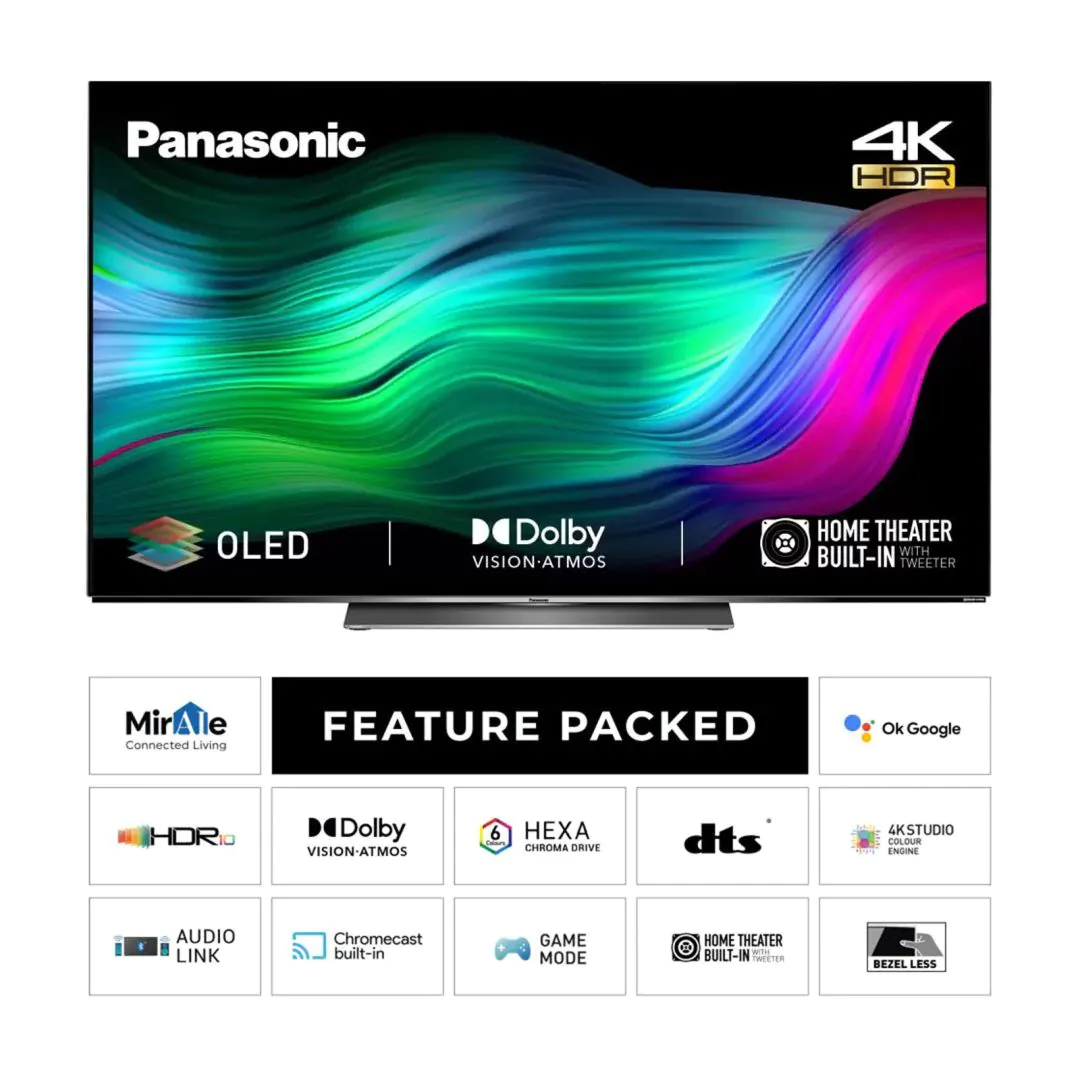 Panasonic
4K
HDR
OLED
Dolby
VISION·ATMOS
HOME THEATER
BUILT-IN WITH TWEETER
Panasonic
MirAIe
Connected Living
FEATURE PACKED
Ok Google
HDR10
Dolby
VISION·ATMOS
6
Colours
HEXA
CHROMA DRIVE
dts
4K STUDIO
COLOUR
ENGINE
AUDIO
LINK
Chromecast
built-in
GAME
MODE
HOME THEATER
BUILT-IN WITH TWEETER
BEZEL LESS